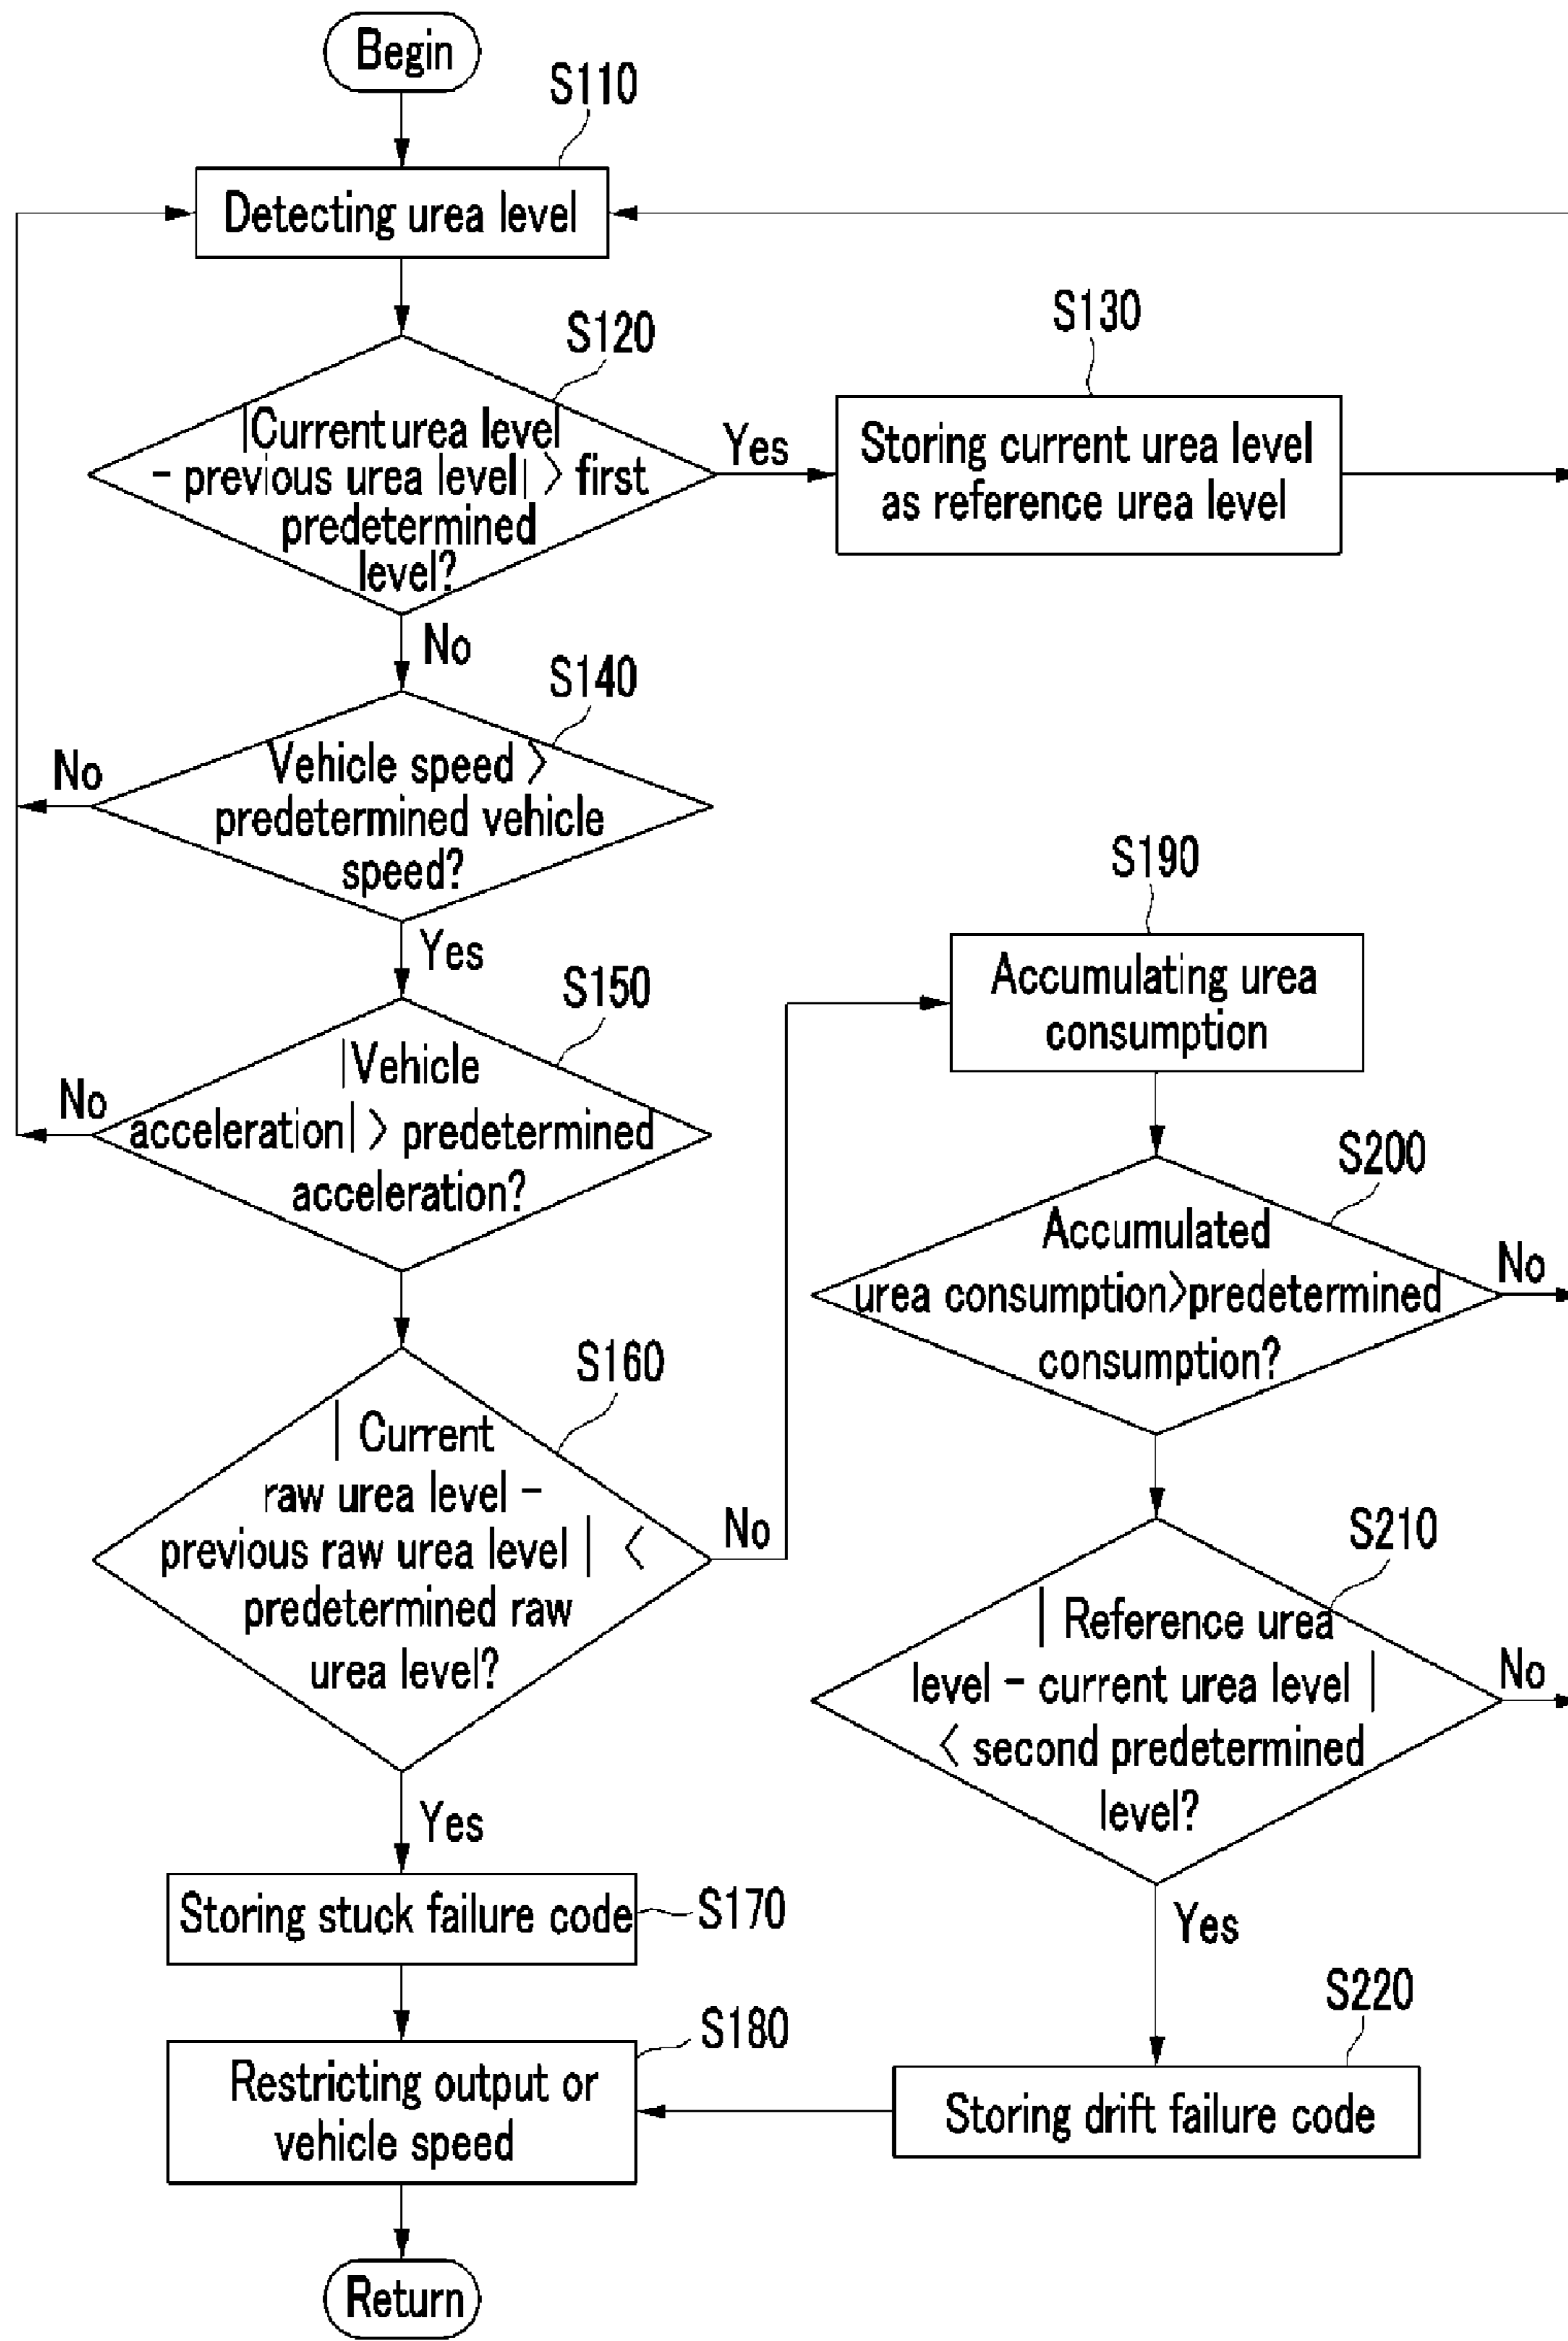 Begin
S110
Detecting urea level
S120
|Current urea level
- previous urea level| > first
predetermined
level?
Yes
S130
Storing current urea level
as reference urea level
No
S140
Vehicle speed >
predetermined vehicle
speed?
No
Yes
S150
|Vehicle
acceleration| > predetermined
acceleration?
No
S160
| Current
raw urea level -
previous raw urea level | <
predetermined raw
urea level?
No
Yes
Storing stuck failure code
S170
S180
Restricting output or
vehicle speed
Return
S190
Accumulating urea
consumption
S200
Accumulated
urea consumption>predetermined
consumption?
No
S210
| Reference urea
level - current urea level |
< second predetermined
level?
No
Yes
S220
Storing drift failure code